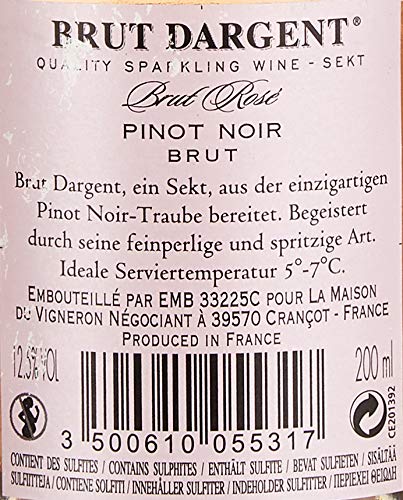 BRUT DARGENT®
QUALITY SPARKLING WINE - SEKT
Brut Rosé
PINOT NOIR
BRUT
Brut Dargent, ein Sekt, aus der einzigartigen
Pinot Noir-Traube bereitet. Begeistert
durch seine feinperlige und spritzige Art.
Ideale Serviertemperatur 5°-7°C.
EMBOUTEILLÉ PAR EMB 33225C POUR LA MAISON
DU VIGNERON NÉGOCIANT À 39570 CRANÇOT - FRANCE
PRODUCED IN FRANCE
12.5% VOL
200 ml
CE201392
3 500610 055317
CONTIENT DES SULFITES / CONTAINS SULPHITES / ENTHÄLT SULFITE / BEVAT SULFIETEN / SISÄLTÄÄ
SULFIITTEJA / CONTIENE SOLFITI / INNEHÅLLER SULFITER / INDEHOLDER SULFITTER / ΠΕΡΙΕΧΕΙ ΘΕΙΩΔΗ